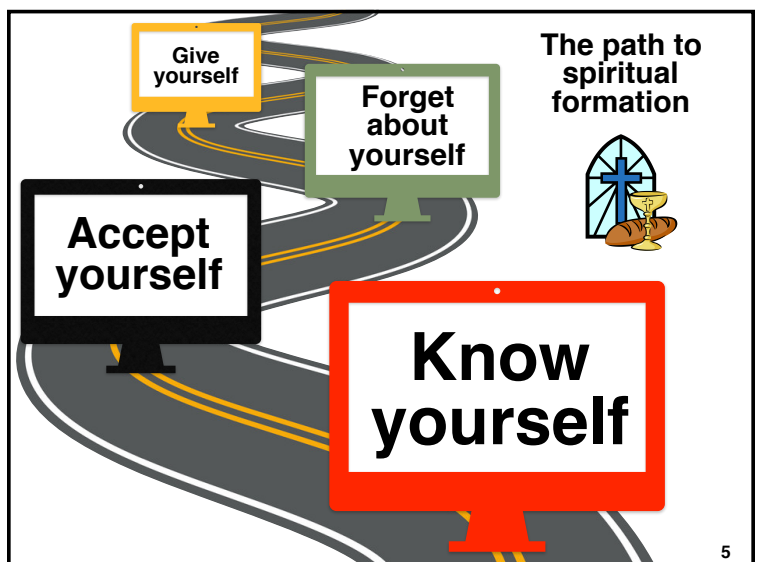 Give
yourself
Forget
about
yourself
The path to
spiritual
formation
Accept
yourself
Know
yourself
5